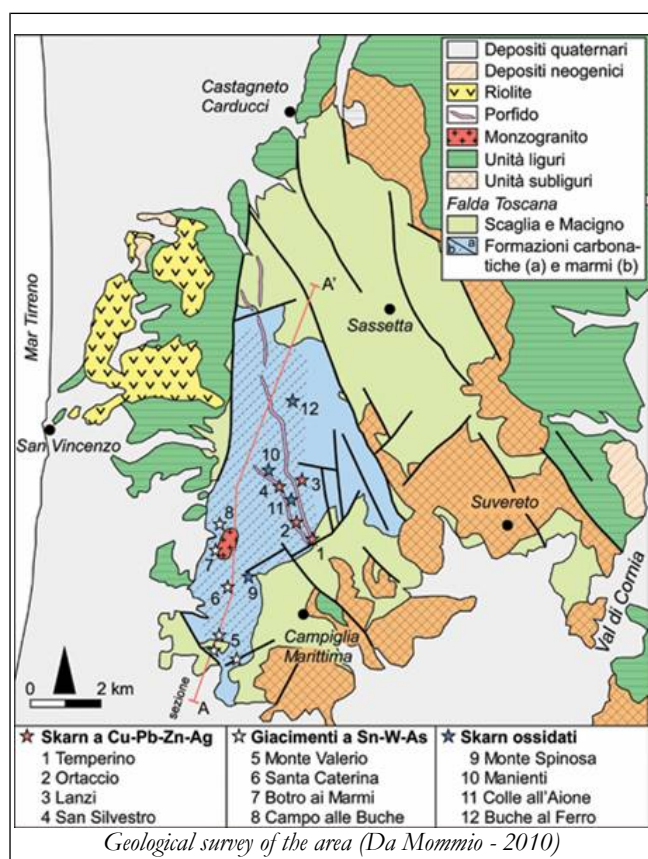 Depositi quaternari
Depositi neogenici
Riolite
Porfido
Monzogranito
Unità liguri
Unità subliguri
Falda Toscana
Scaglia e Macigno
Formazioni carbona-
tiche (a) e marmi (b)
a
b
Castagneto
Carducci
Mar Tirreno
A'
Sassetta
12
San Vincenzo
10
4
3
11
Suvereto
8
2
1
7
9
6
Val di Cornia
Campiglia
Marittima
5
0 2 km
sezione
A
Skarn a Cu-Pb-Zn-Ag
1 Temperino
2 Ortaccio
3 Lanzi
4 San Silvestro
Giacimenti a Sn-W-As
5 Monte Valerio
6 Santa Caterina
7 Botro ai Marmi
8 Campo alle Buche
Skarn ossidati
9 Monte Spinosa
10 Manienti
11 Colle all'Aione
12 Buche al Ferro
Geological survey of the area (Da Mommio - 2010)